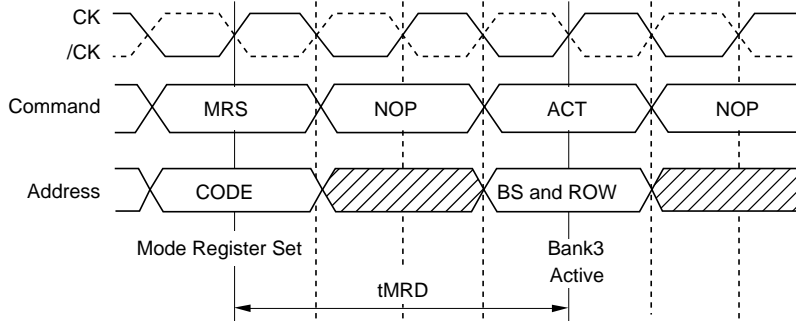 CK
/CK
Command MRS NOP ACT NOP
Address CODE BS and ROW
Mode Register Set Bank3
Active
tMRD